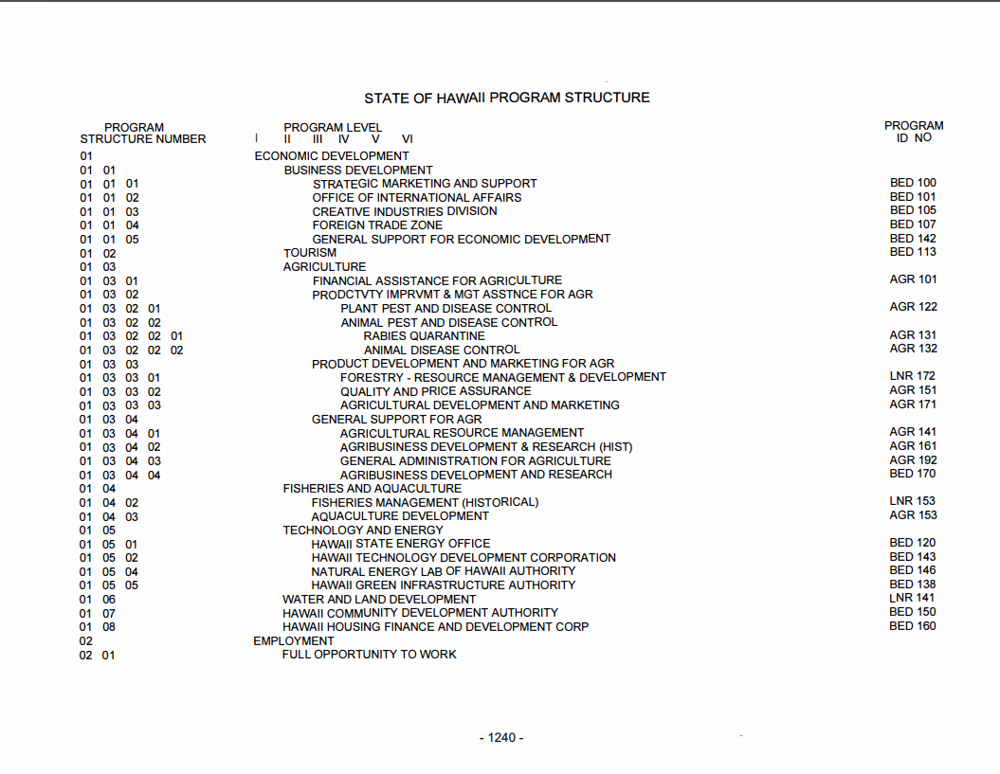 STATE OF HAWAII PROGRAM STRUCTURE
PROGRAM PROGRAM LEVEL PROGRAM
STRUCTURE NUMBER I II III IV V VI ID NO
01 ECONOMIC DEVELOPMENT
01 01 BUSINESS DEVELOPMENT
01 01 01 STRATEGIC MARKETING AND SUPPORT BED 100
01 01 02 OFFICE OF INTERNATIONAL AFFAIRS BED 101
01 01 03 CREATIVE INDUSTRIES DIVISION BED 105
01 01 04 FOREIGN TRADE ZONE BED 107
01 01 05 GENERAL SUPPORT FOR ECONOMIC DEVELOPMENT BED 142
01 02 TOURISM BED 113
01 03 AGRICULTURE
01 03 01 FINANCIAL ASSISTANCE FOR AGRICULTURE AGR 101
01 03 02 PRODCTVTY IMPRVMT & MGT ASSTNCE FOR AGR
01 03 02 01 PLANT PEST AND DISEASE CONTROL AGR 122
01 03 02 02 ANIMAL PEST AND DISEASE CONTROL
01 03 02 02 01 RABIES QUARANTINE AGR 131
01 03 02 02 02 ANIMAL DISEASE CONTROL AGR 132
01 03 03 PRODUCT DEVELOPMENT AND MARKETING FOR AGR
01 03 03 01 FORESTRY - RESOURCE MANAGEMENT & DEVELOPMENT LNR 172
01 03 03 02 QUALITY AND PRICE ASSURANCE AGR 151
01 03 03 03 AGRICULTURAL DEVELOPMENT AND MARKETING AGR 171
01 03 04 GENERAL SUPPORT FOR AGR
01 03 04 01 AGRICULTURAL RESOURCE MANAGEMENT AGR 141
01 03 04 02 AGRIBUSINESS DEVELOPMENT & RESEARCH (HIST) AGR 161
01 03 04 03 GENERAL ADMINISTRATION FOR AGRICULTURE AGR 192
01 03 04 04 AGRIBUSINESS DEVELOPMENT AND RESEARCH BED 170
01 04 FISHERIES AND AQUACULTURE
01 04 02 FISHERIES MANAGEMENT (HISTORICAL) LNR 153
01 04 03 AQUACULTURE DEVELOPMENT AGR 153
01 05 TECHNOLOGY AND ENERGY
01 05 01 HAWAII STATE ENERGY OFFICE BED 120
01 05 02 HAWAII TECHNOLOGY DEVELOPMENT CORPORATION BED 143
01 05 04 NATURAL ENERGY LAB OF HAWAII AUTHORITY BED 146
01 05 05 HAWAII GREEN INFRASTRUCTURE AUTHORITY BED 138
01 06 WATER AND LAND DEVELOPMENT LNR 141
01 07 HAWAII COMMUNITY DEVELOPMENT AUTHORITY BED 150
01 08 HAWAII HOUSING FINANCE AND DEVELOPMENT CORP BED 160
02 EMPLOYMENT
02 01 FULL OPPORTUNITY TO WORK
- 1240 -